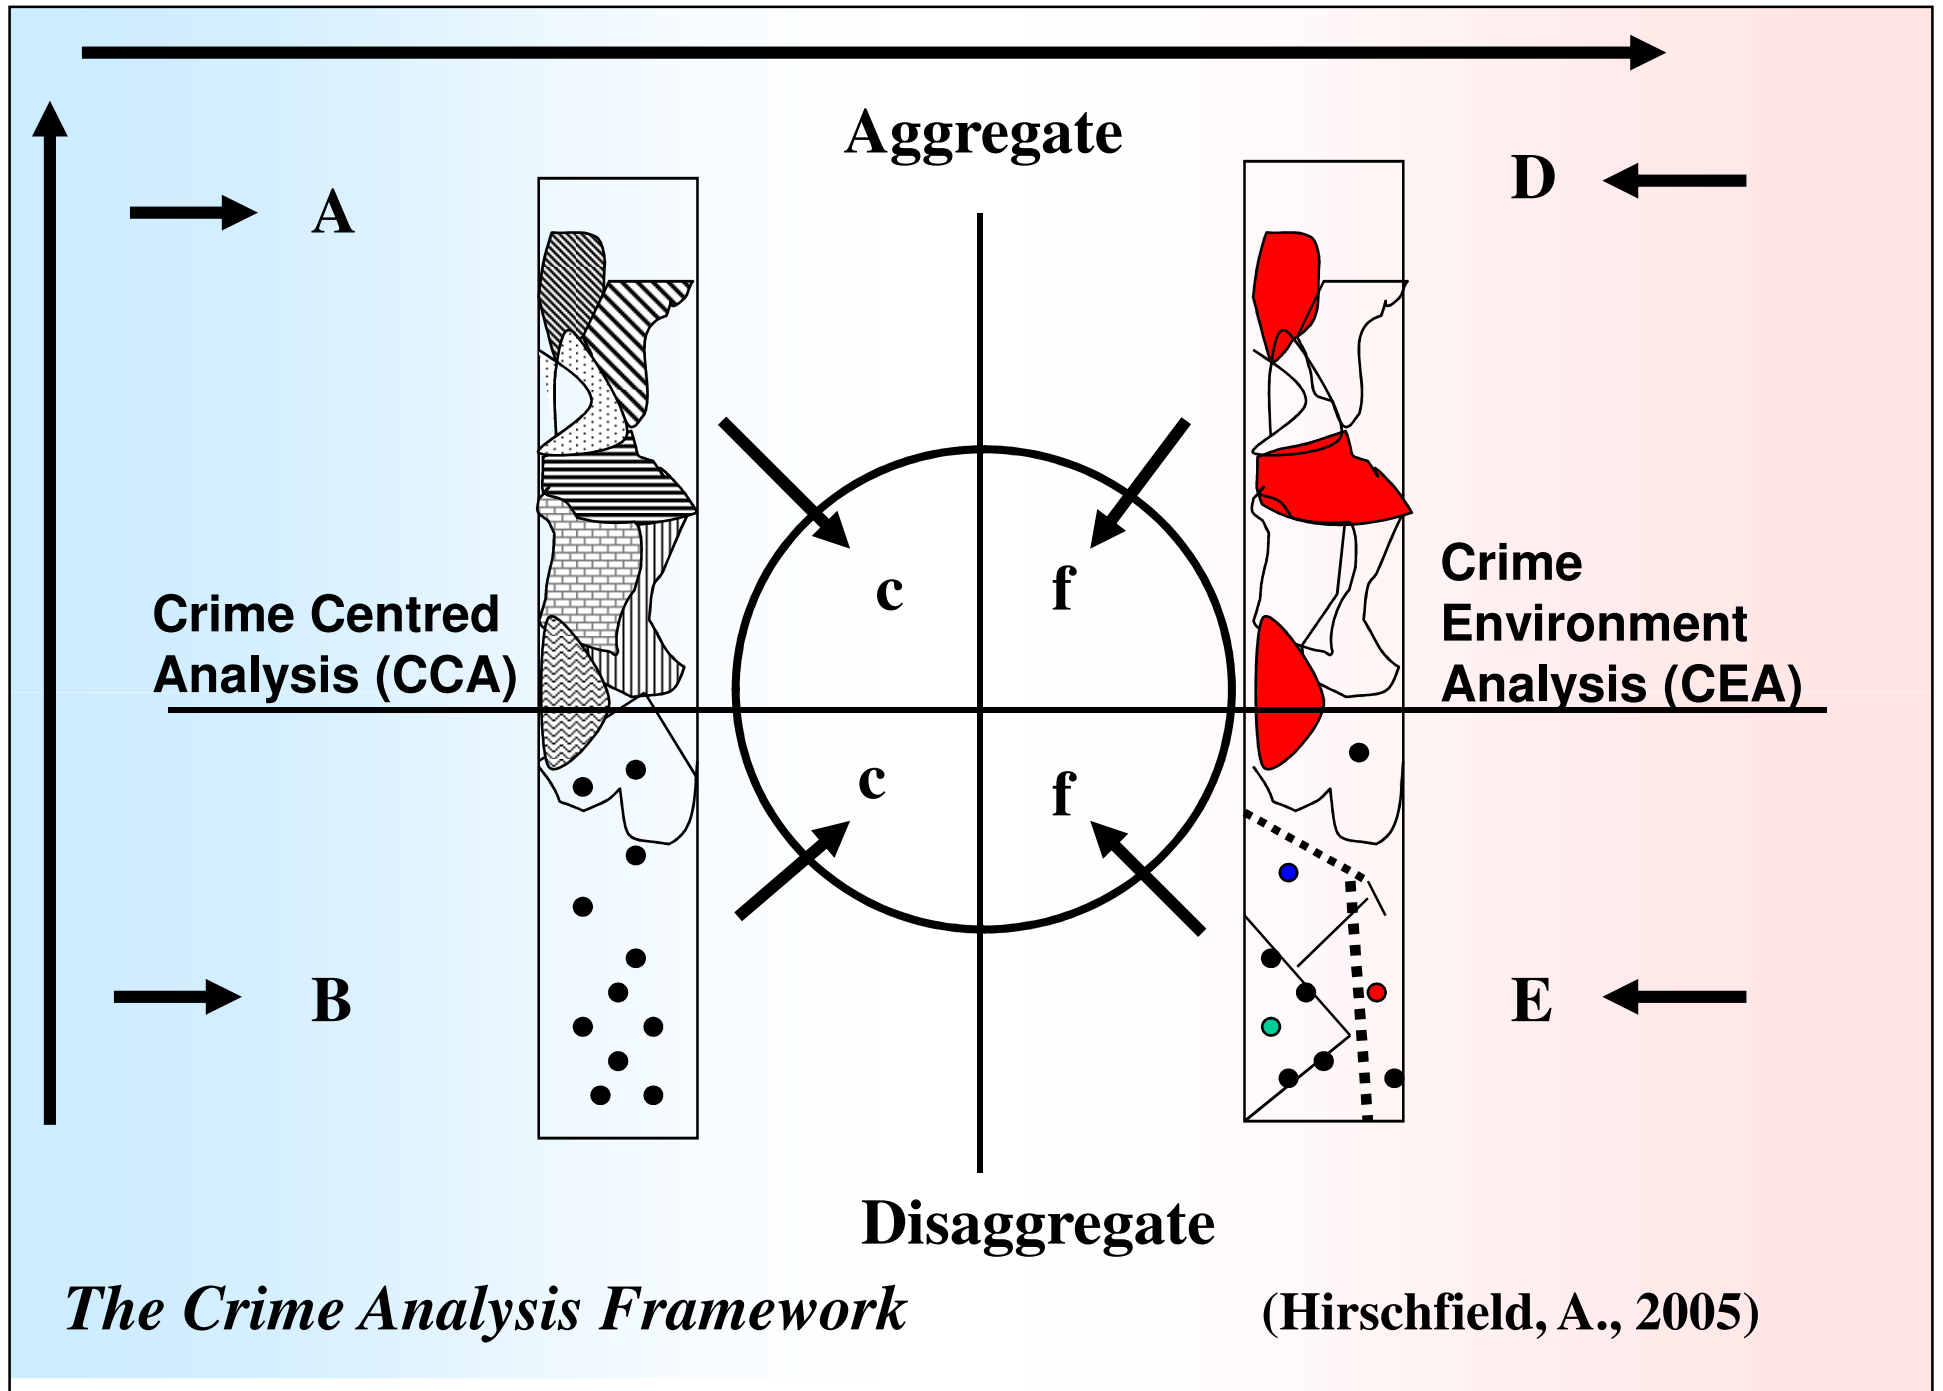 Aggregate
D
A
Crime Centred
Analysis (CCA)
c
f
Crime
Environment
Analysis (CEA)
c
f
B
E
Disaggregate
The Crime Analysis Framework
(Hirschfield, A., 2005)